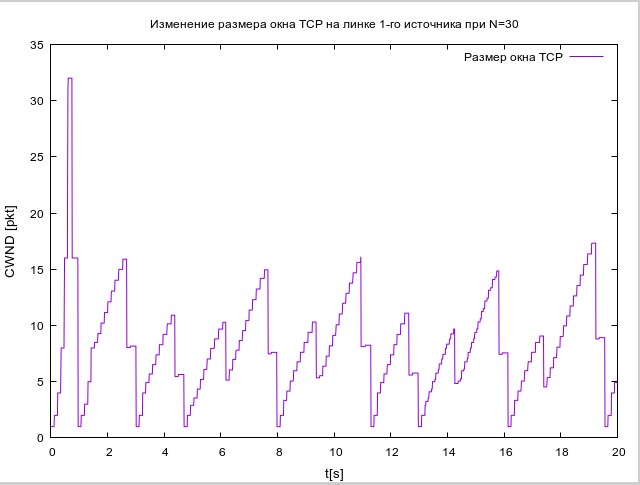 Изменение размера окна TCP на линке 1-го источника при N=30
Размер окна TCP
35
30
25
20
15
10
5
0
CWND [pkt]
0 2 4 6 8 10 12 14 16 18 20
t[s]